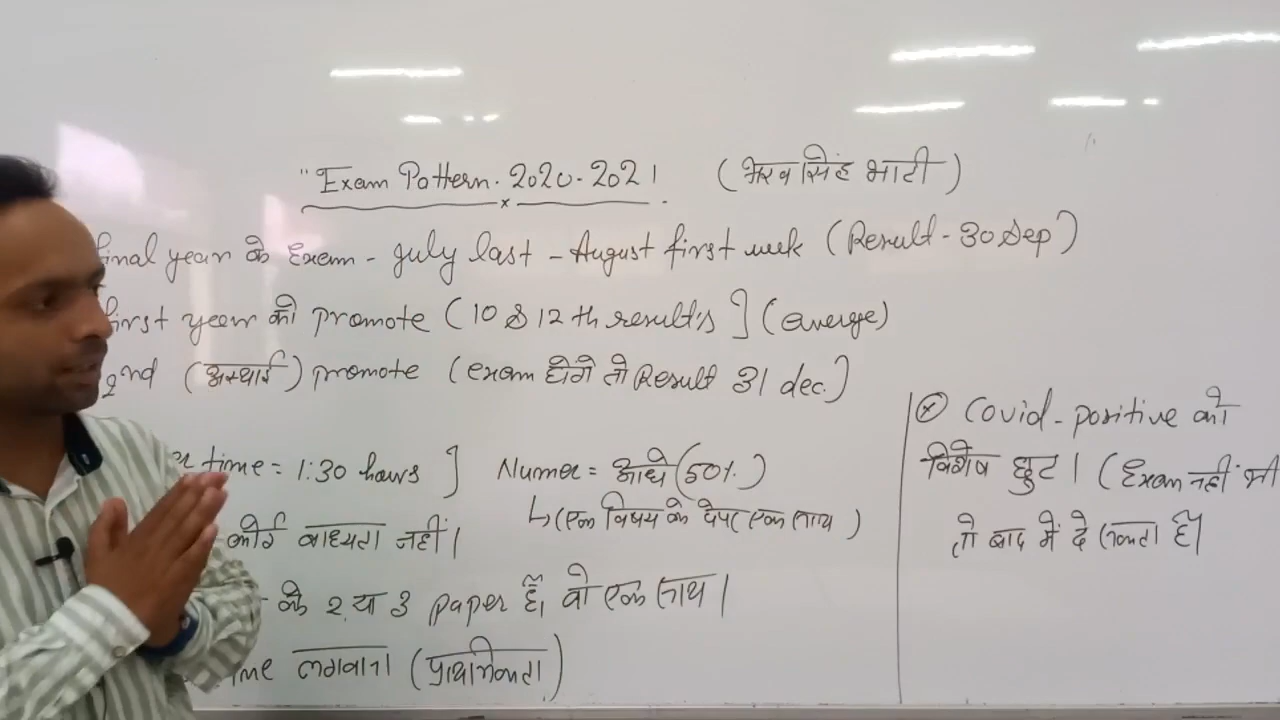 "Exam Pattern. 2020-2021. (भरव सिंह भाटी)
final year के Exam - July last - August first week (Result - 30 Sep)
first year को promote (10 & 12 th result's ] (average)
2nd (अस्थाई) promote (exam होंगे तो Result 31 dec.)
time = 1:30 hours ] Numer = आधे (50%)
↳ (एक विषय के पेपर एक साथ )
कोई बाध्यता नहीं।
के 2 या 3 paper हैं, वो एक साथ।
लगवाना (प्राथमिकता)
* Covid-positive को
विशेष छुट। (Exam नहीं भी
तो बाद में दे सकता है।